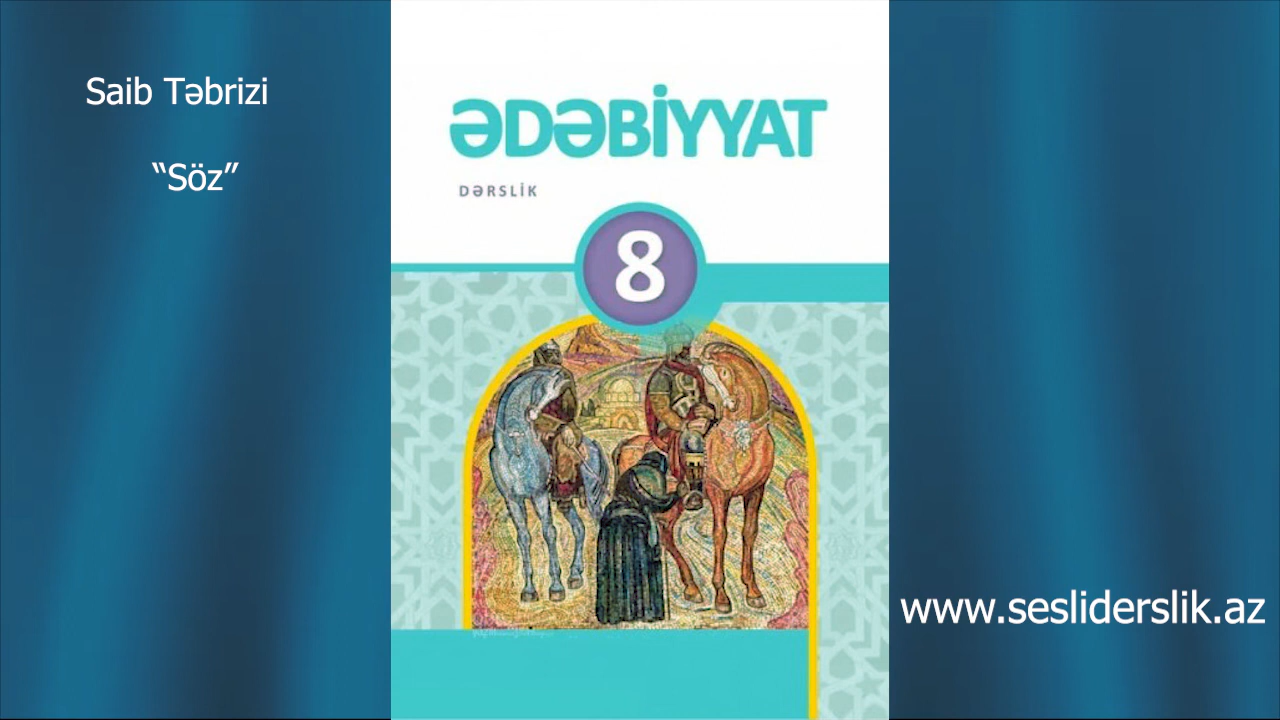 Saib Təbrizi
“Söz”
ƏDƏBİYYAT
DƏRSLİK
8
www.sesliderslik.az